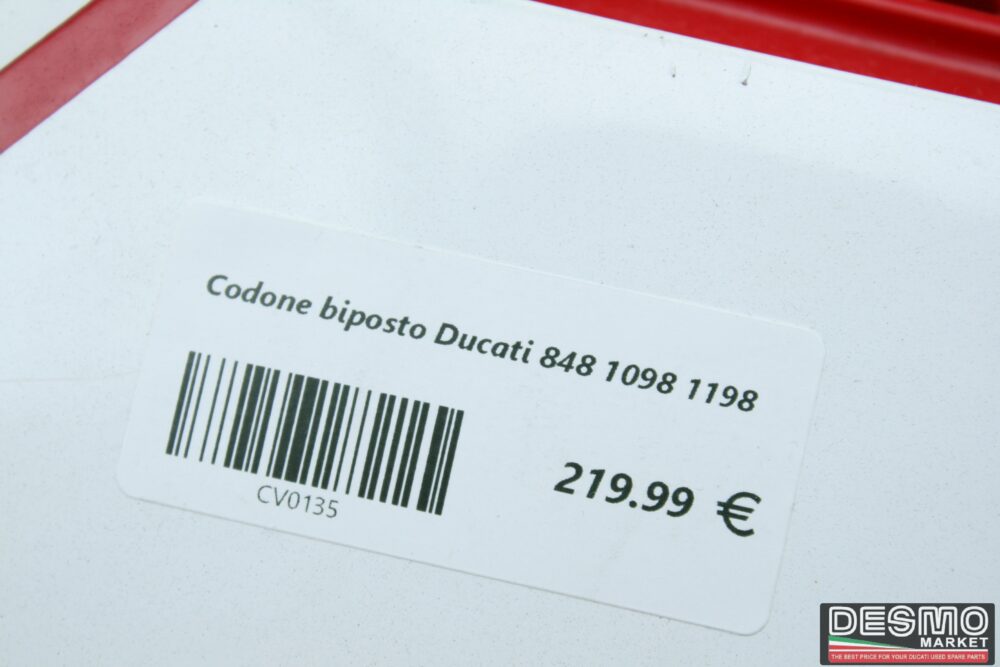 Codone biposto Ducati 848 1098 1198
CV0135
219.99 €
DESMO
MARKET
THE BEST PRICE FOR YOUR DUCATI USED SPARE PARTS